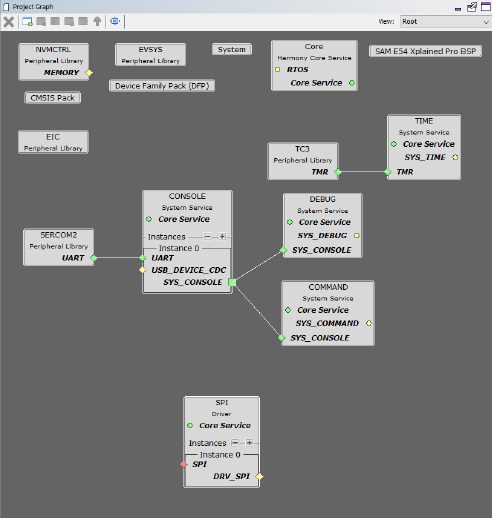 Project Graph
View: Root
NVMCTRL
Peripheral Library
MEMORY
EVSYS
Peripheral Library
System
Core
Harmony Core Service
RTOS
Core Service
SAM E54 Xplained Pro BSP
CMSIS Pack
Device Family Pack (DFP)
EIC
Peripheral Library
TC3
Peripheral Library
TMR
TIME
System Service
Core Service
SYS_TIME
TMR
CONSOLE
System Service
Core Service
Instances
Instance 0
UART
USB_DEVICE_CDC
SYS_CONSOLE
SERCOM2
Peripheral Library
UART
DEBUG
System Service
Core Service
SYS_DEBUG
SYS_CONSOLE
COMMAND
System Service
Core Service
SYS_COMMAND
SYS_CONSOLE
SPI
Driver
Core Service
Instances
Instance 0
SPI
DRV_SPI